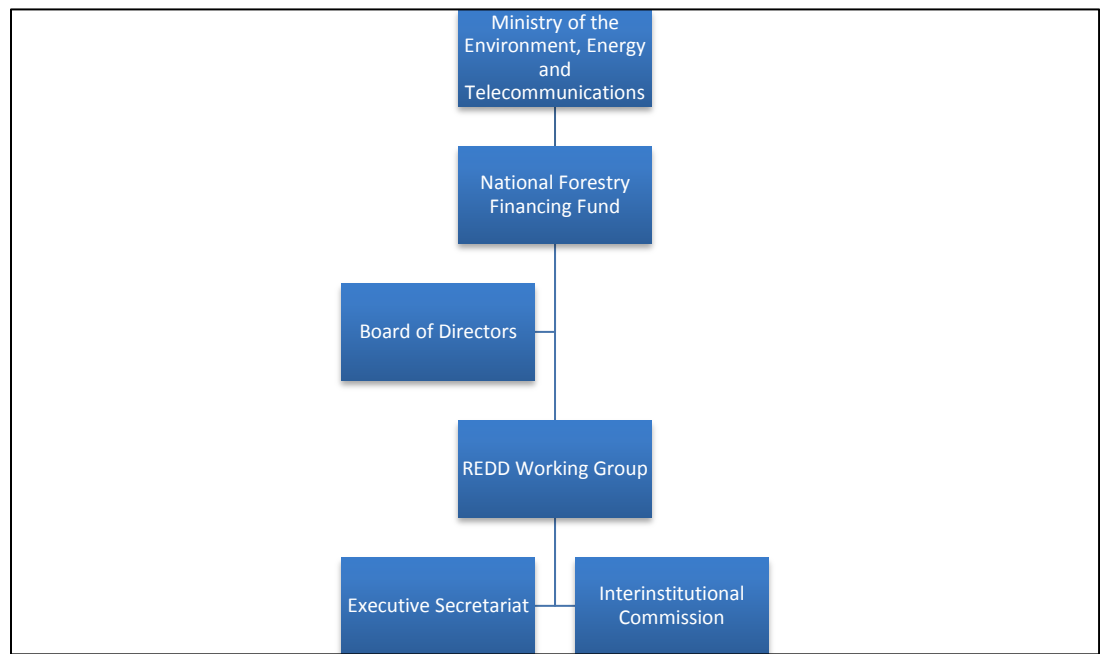 Ministry of the
Environment, Energy
and
Telecommunications
National Forestry
Financing Fund
Board of Directors
REDD Working Group
Executive Secretariat
Interinstitutional
Commission